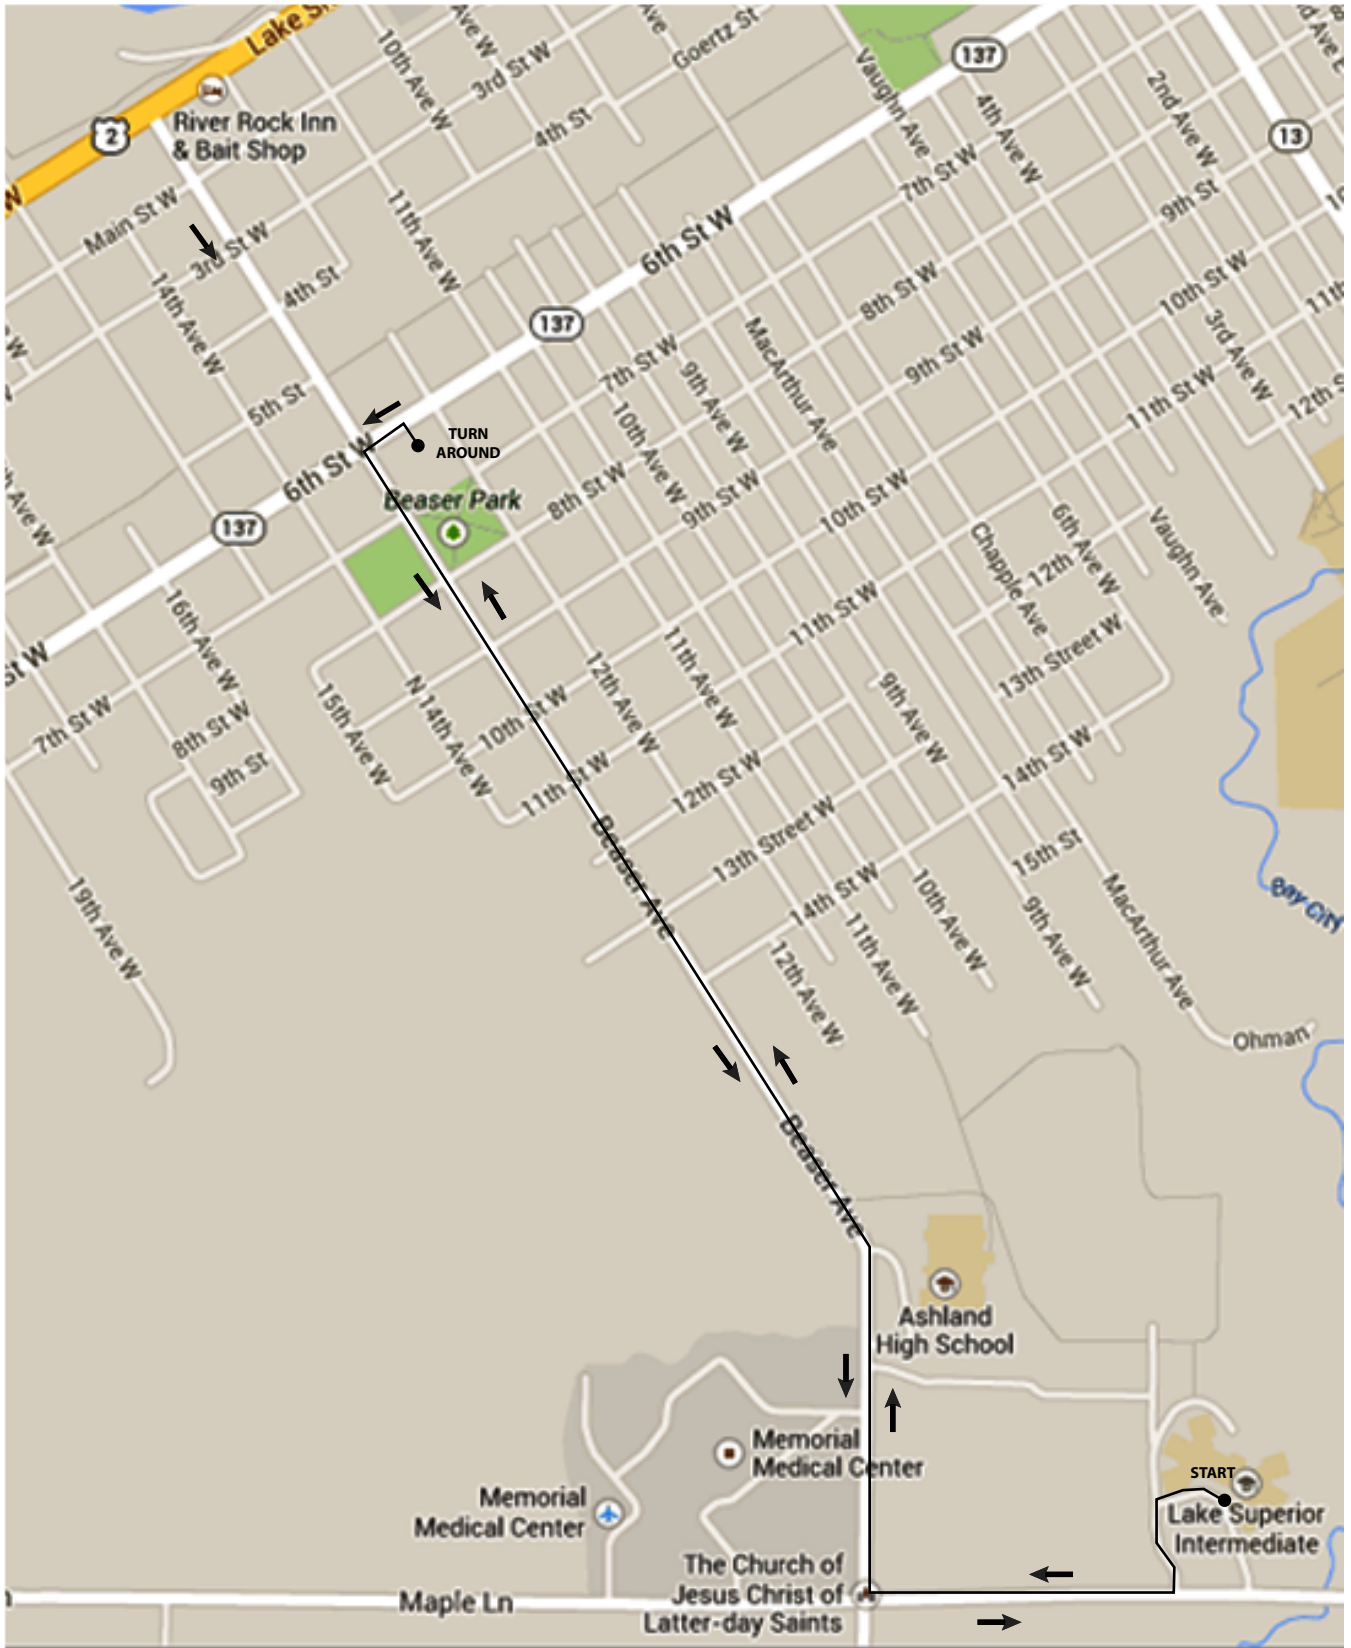 Lake S
10th Ave W
Ave W
3rd St W
Ave
Goertz St
137
Vaughn Ave
4th Ave W
2nd Ave W
13
2
River Rock Inn
& Bait Shop
4th St
W
Main St W
3rd St W
11th Ave W
7th St W
9th St
6th St W
14th Ave W
4th St
8th St W
10th St W
11th
137
MacArthur Ave
3rd Ave W
7th St W
9th Ave W
9th St W
11th St W
12th S
5th St
10th Ave W
TURN
AROUND
6th St W
Beaser Park
8th St W
9th St W
10th St W
137
Ave W
Chapple Ave
6th Ave W
12th
Vaughn Ave
16th Ave W
11th St W
13th Street W
St W
15th Ave W
N 14th Ave W
10th St W
12th Ave W
11th Ave W
9th Ave W
7th St W
8th St W
9th St
11th St W
12th St W
14th St W
Beaser Ave
13th Street W
15th St
19th Ave W
14th St W
10th Ave W
9th Ave W
MacArthur Ave
Bay City
12th Ave W
11th Ave W
Ohman
Beaser Ave
Ashland
High School
Memorial
Medical Center
START
Memorial
Medical Center
Lake Superior
Intermediate
The Church of
Jesus Christ of
Latter-day Saints
Maple Ln